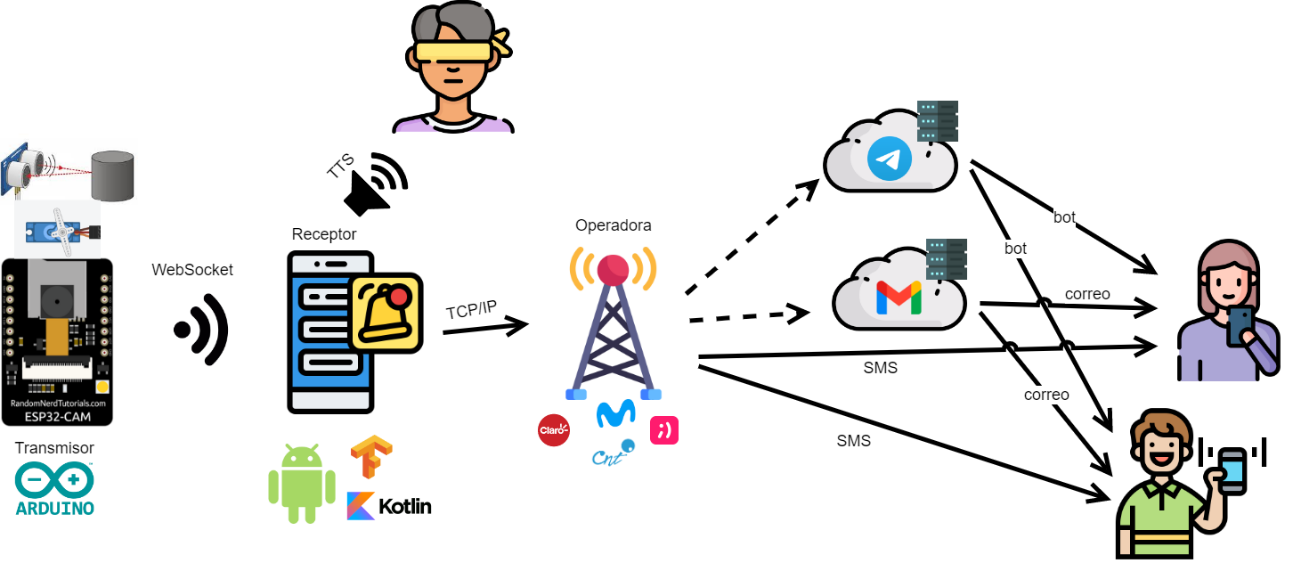 TTS
Receptor
Operadora
WebSocket
TCP/IP
bot
bot
correo
SMS
correo
SMS
RandomNerdTutorials.com
ESP32-CAM
Transmisor
ARDUINO
Claro
Cnt
Kotlin